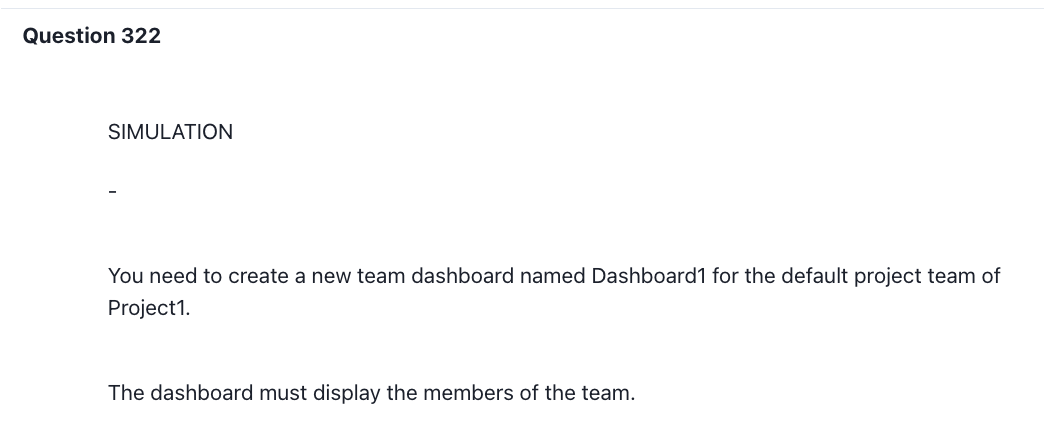 Question 322
SIMULATION
-
You need to create a new team dashboard named Dashboard1 for the default project team of
Project1.
The dashboard must display the members of the team.